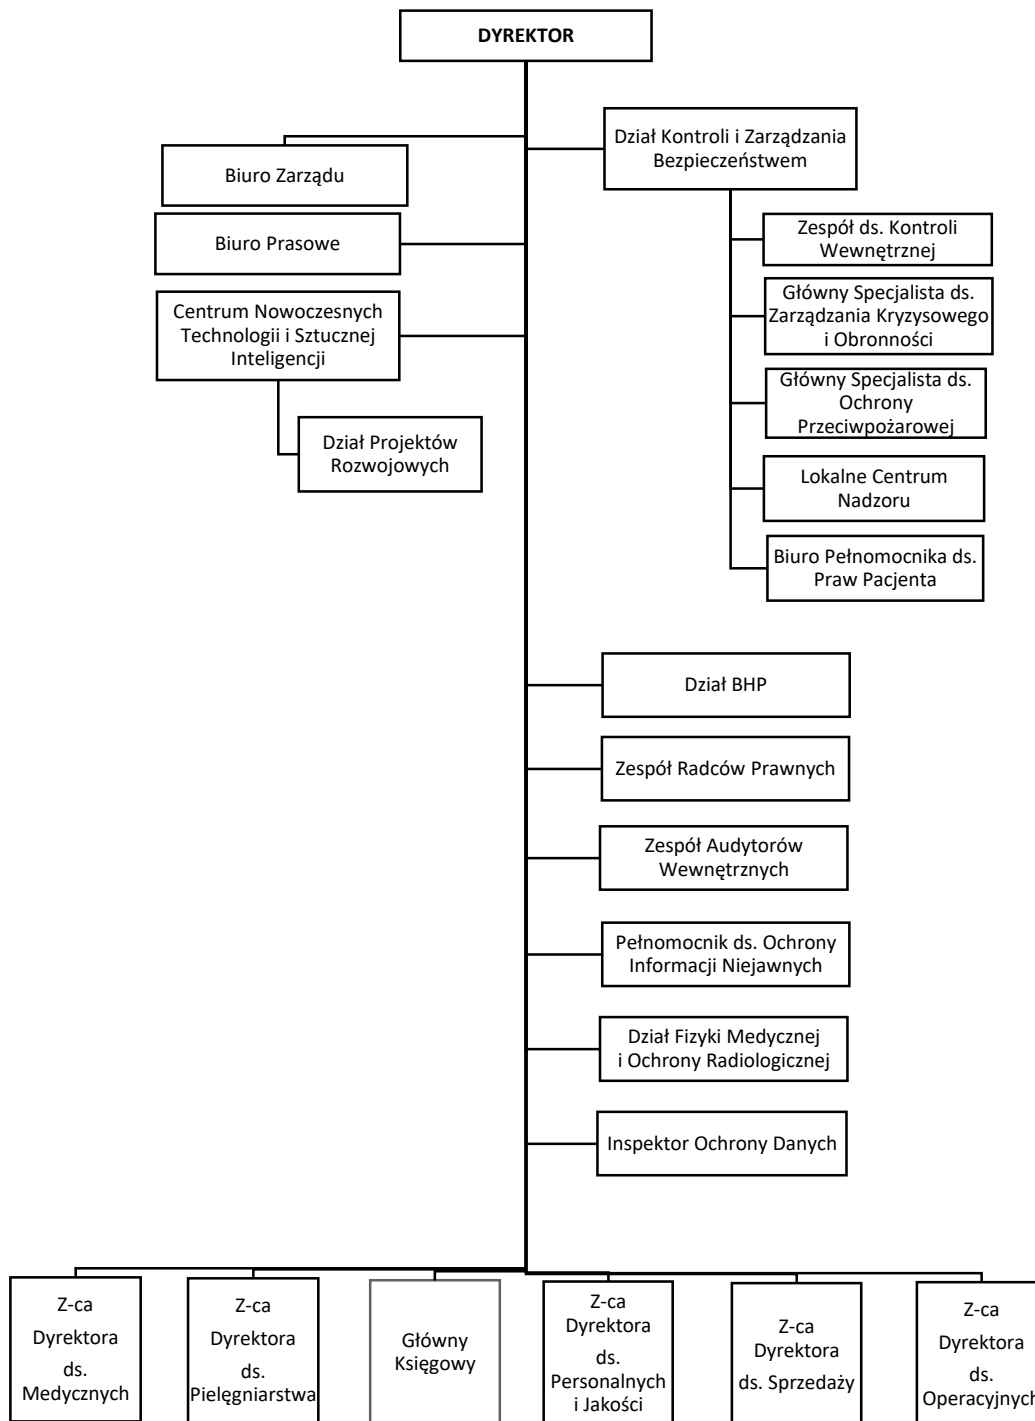 DYREKTOR
Dział Kontroli i Zarządzania
Bezpieczeństwem
Biuro Zarządu
Biuro Prasowe
Centrum Nowoczesnych
Technologii i Sztucznej
Inteligencji
Dział Projektów
Rozwojowych
Zespół ds. Kontroli
Wewnętrznej
Główny Specjalista ds.
Zarządzania Kryzysowego
i Obronności
Główny Specjalista ds.
Ochrony
Przeciwpożarowej
Lokalne Centrum
Nadzoru
Biuro Pełnomocnika ds.
Praw Pacjenta
Dział BHP
Zespół Radców Prawnych
Zespół Audytorów
Wewnętrznych
Pełnomocnik ds. Ochrony
Informacji Niejawnych
Dział Fizyki Medycznej
i Ochrony Radiologicznej
Inspektor Ochrony Danych
Z-ca
Dyrektora
ds.
Medycznych
Z-ca
Dyrektora
ds.
Pielęgniarstwa
Główny
Księgowy
Z-ca
Dyrektora
ds.
Personalnych
i Jakości
Z-ca
Dyrektora
ds. Sprzedaży
Z-ca
Dyrektora
ds.
Operacyjnych